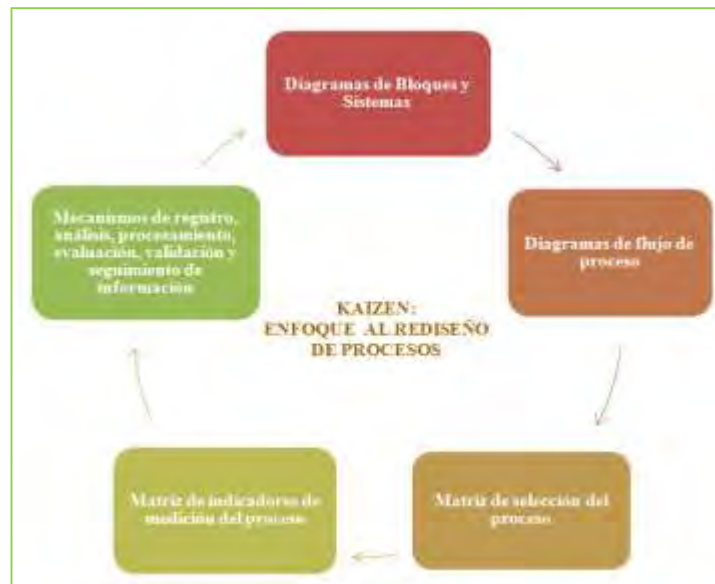 Diagramas de Bloques y
Sistemas
Diagramas de flujo de
proceso
Matriz de selección del
proceso
Matriz de indicadores de
medición del proceso
Mecanismos de registro,
análisis, procesamiento,
evaluación, validación y
seguimiento de
información
KAIZEN:
ENFOQUE AL REDISEÑO
DE PROCESOS